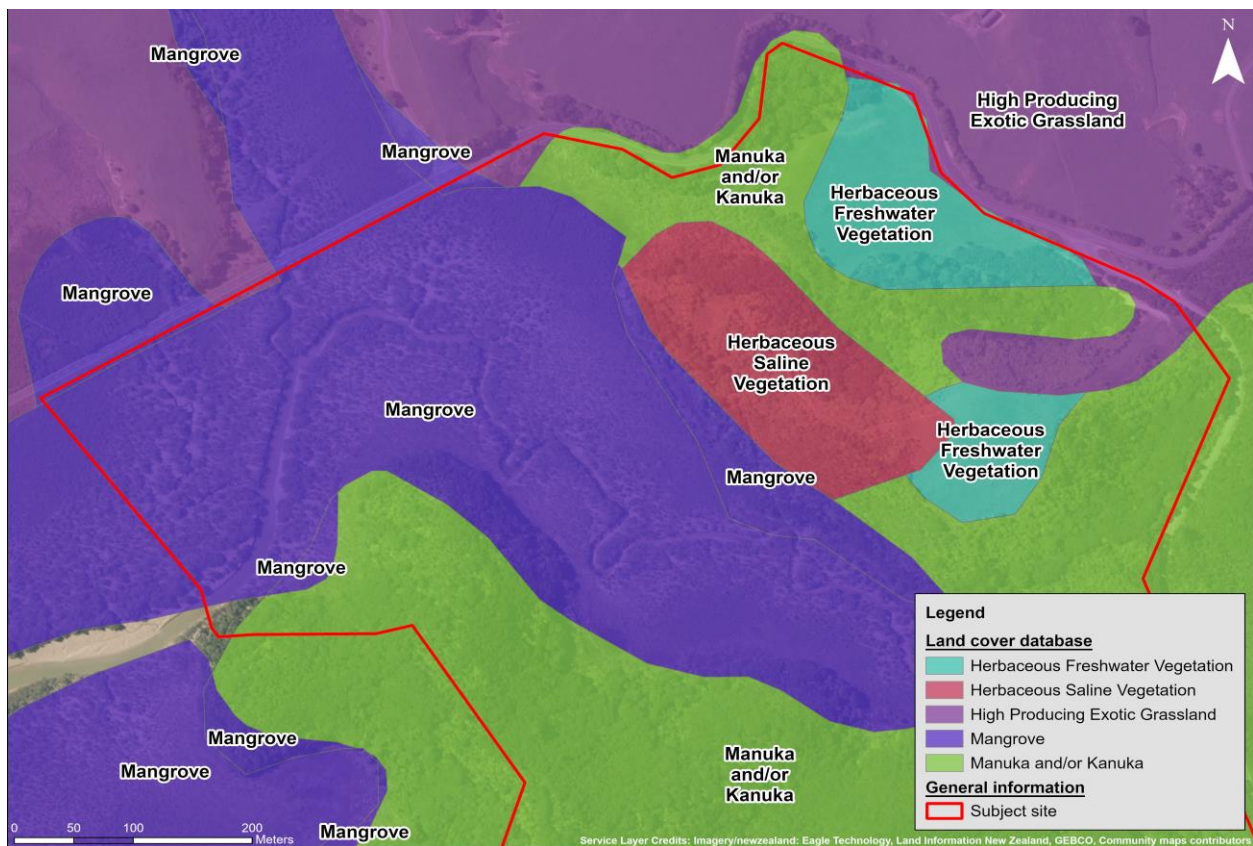 Mangrove
N
High Producing
Exotic Grassland
Mangrove
Manuka
and/or
Kanuka
Herbaceous
Freshwater
Vegetation
Mangrove
Herbaceous
Saline
Vegetation
Mangrove
Herbaceous
Freshwater
Vegetation
Mangrove
Mangrove
Mangrove
Mangrove
Manuka
and/or
Kanuka
Mangrove
Legend
Land cover database
Herbaceous Freshwater Vegetation
Herbaceous Saline Vegetation
High Producing Exotic Grassland
Mangrove
Manuka and/or Kanuka
General information
Subject site
0 50 100 200
Meters
Service Layer Credits: Imagery/newzealand: Eagle Technology, Land Information New Zealand, GEBCO, Community maps contributors